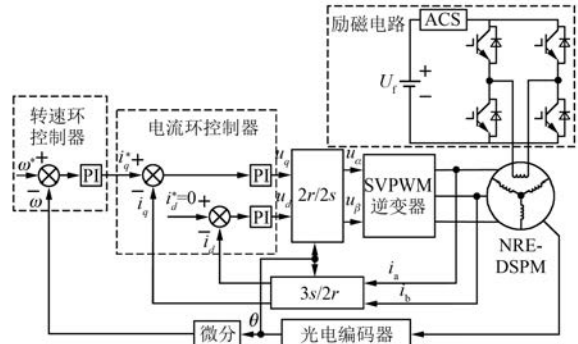 励磁电路
ACS
U_f
+
−
转速环
控制器
ω* +
− ω
PI
电流环控制器
i_q* +
− i_q
i_d*=0 +
− i_d
PI
PI
u_q
u_d
2r/2s
u_α
u_β
SVPWM
逆变器
NRE-
DSPM
i_a
i_b
3s/2r
θ
微分
光电编码器